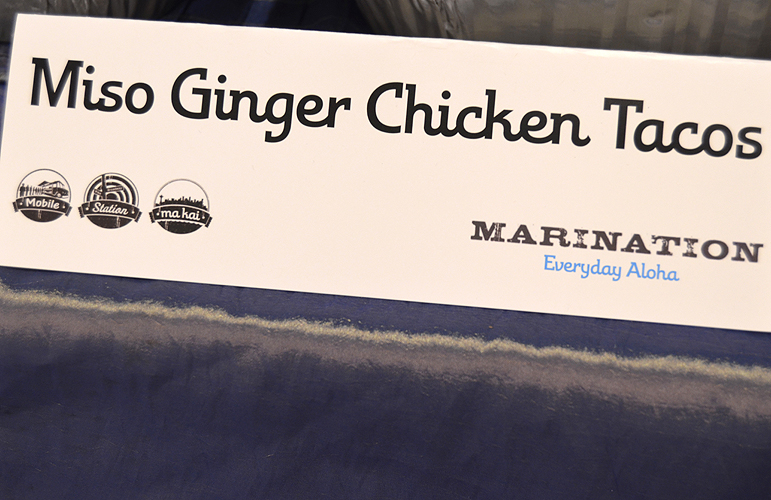 Miso Ginger Chicken Tacos
Mobile
Station
ma kai
MARINATION
Everyday Aloha